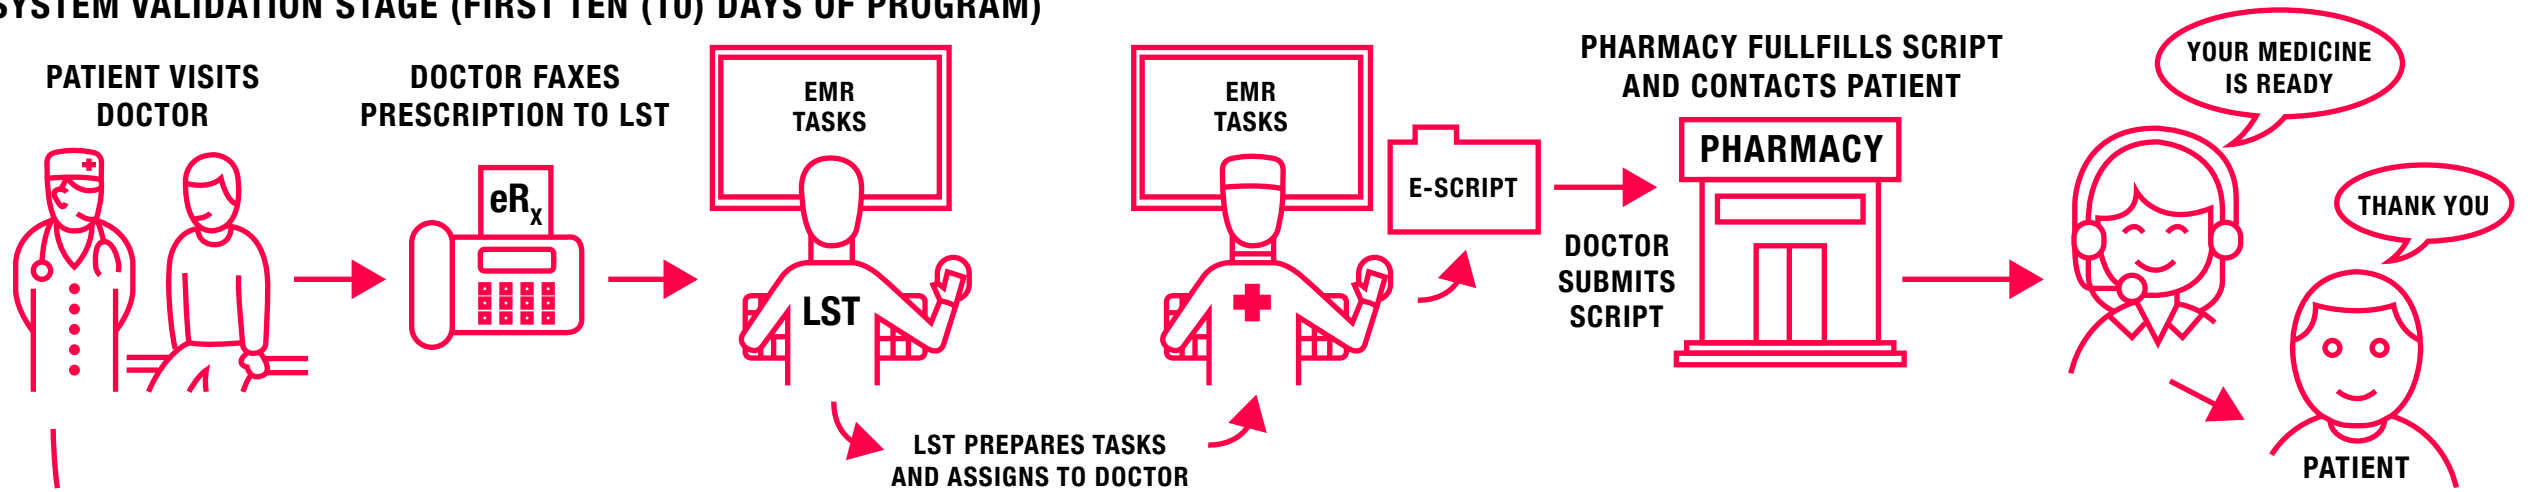 SYSTEM VALIDATION STAGE (FIRST TEN (10) DAYS OF PROGRAM)
PATIENT VISITS
DOCTOR
DOCTOR FAXES
PRESCRIPTION TO LST
eRx
EMR
TASKS
LST
LST PREPARES TASKS
AND ASSIGNS TO DOCTOR
EMR
TASKS
E-SCRIPT
DOCTOR
SUBMITS
SCRIPT
PHARMACY FULLFILLS SCRIPT
AND CONTACTS PATIENT
PHARMACY
YOUR MEDICINE
IS READY
THANK YOU
PATIENT